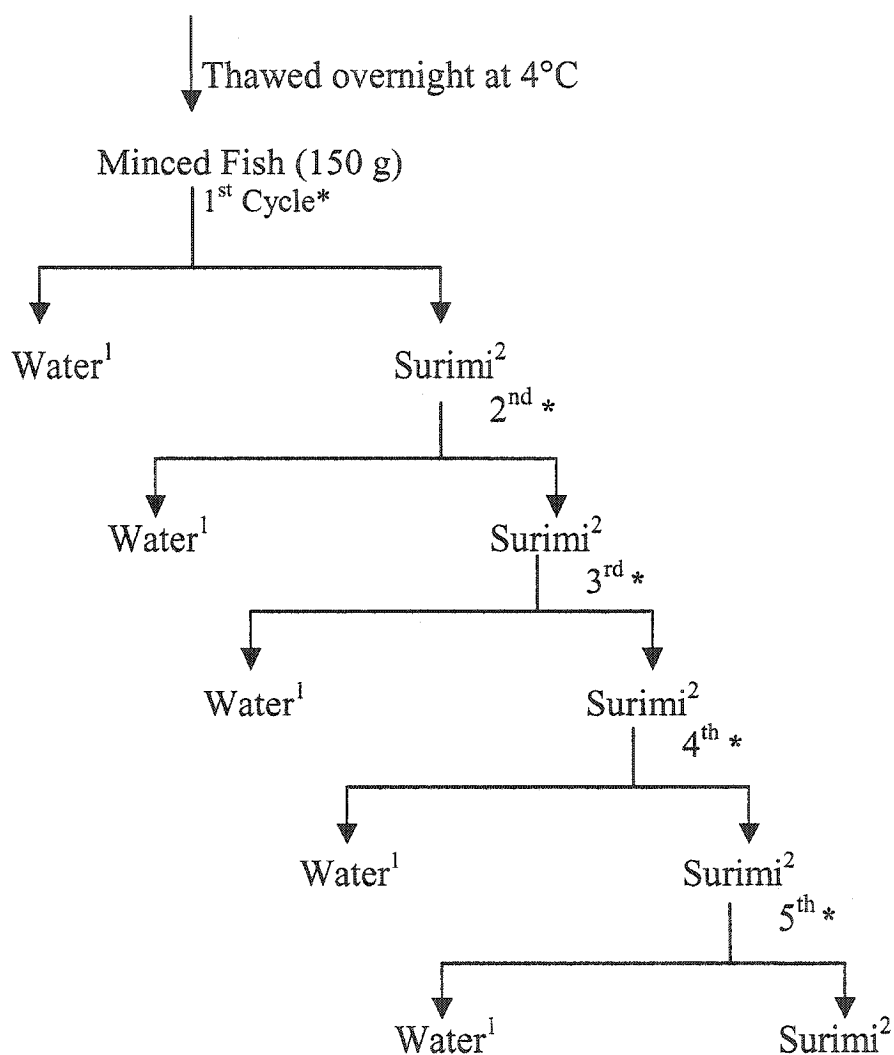 Thawed overnight at 4°C
Minced Fish (150 g)
1st Cycle*
Water1 Surimi2
2nd *
Water1 Surimi2
3rd *
Water1 Surimi2
4th *
Water1 Surimi2
5th *
Water1 Surimi2